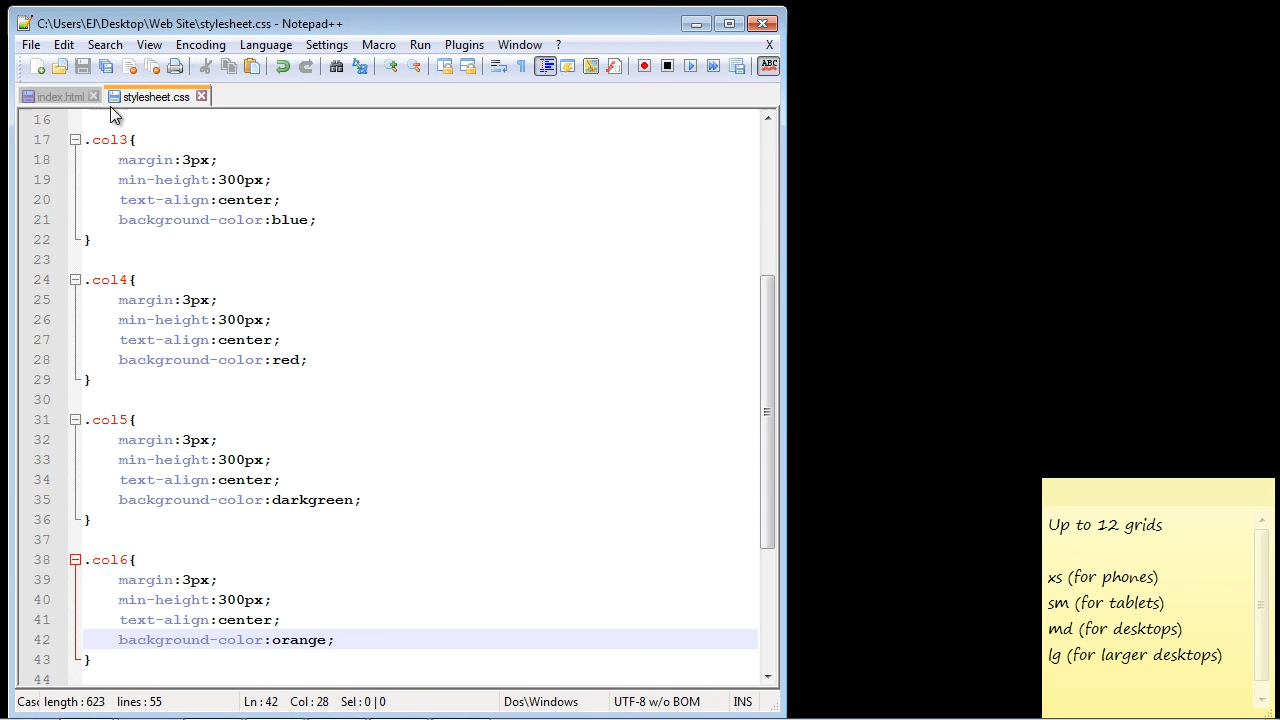 C:\Users\EJ\Desktop\Web Site\stylesheet.css - Notepad++
File Edit Search View Encoding Language Settings Macro Run Plugins Window ? X
ABC
index.html stylesheet.css
16
17 .col3{
18 margin:3px;
19 min-height:300px;
20 text-align:center;
21 background-color:blue;
22 }
23
24 .col4{
25 margin:3px;
26 min-height:300px;
27 text-align:center;
28 background-color:red;
29 }
30
31 .col5{
32 margin:3px;
33 min-height:300px;
34 text-align:center;
35 background-color:darkgreen;
36 }
37
38 .col6{
39 margin:3px;
40 min-height:300px;
41 text-align:center;
42 background-color:orange;
43 }
44
Casc length : 623 lines : 55 Ln : 42 Col : 28 Sel : 0 | 0 Dos\Windows UTF-8 w/o BOM INS
Up to 12 grids
xs (for phones)
sm (for tablets)
md (for desktops)
lg (for larger desktops)